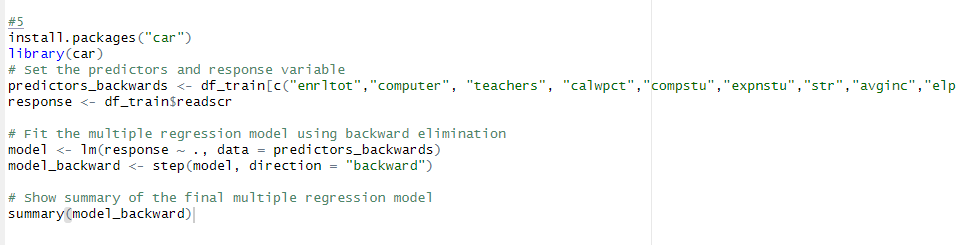 #5
install.packages("car")
library(car)
# Set the predictors and response variable
predictors_backwards <- df_train[c("enrltot","computer", "teachers", "calwpct","compstu","expnstu","str","avginc","elp
response <- df_train$readscr
# Fit the multiple regression model using backward elimination
model <- lm(response ~ ., data = predictors_backwards)
model_backward <- step(model, direction = "backward")
# Show summary of the final multiple regression model
summary(model_backward)